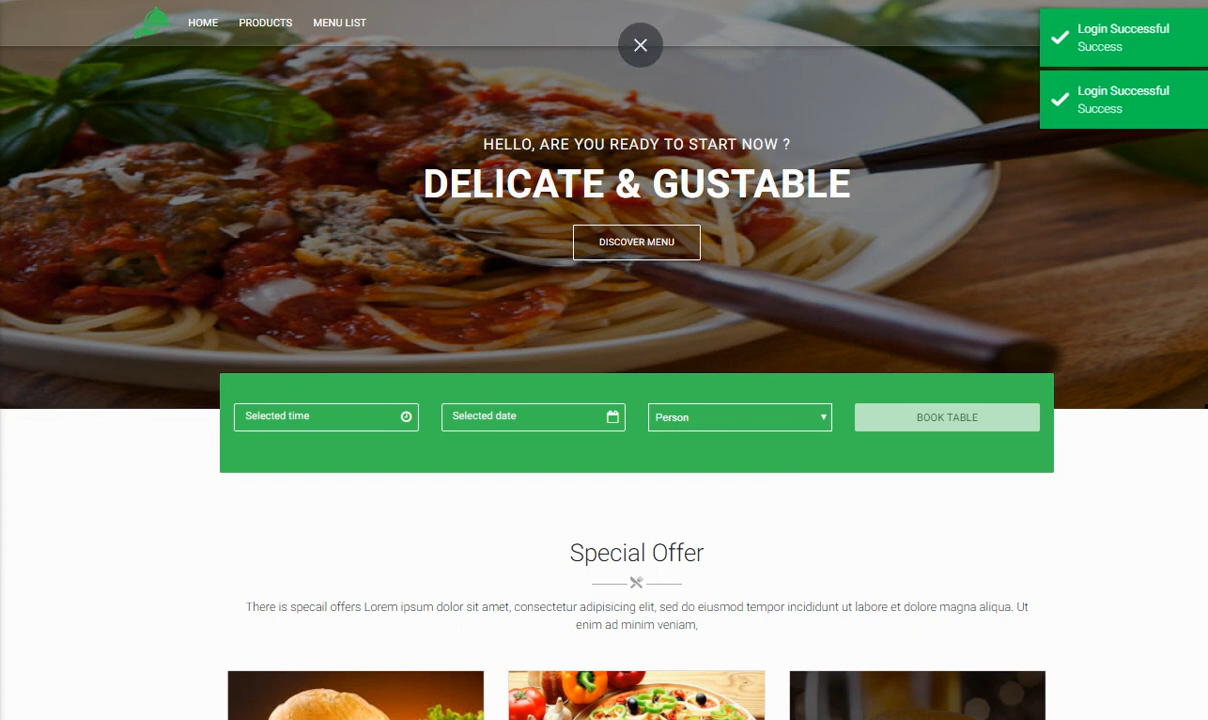 HOME PRODUCTS MENU LIST
Login Successful
Success
Login Successful
Success
HELLO, ARE YOU READY TO START NOW ?
DELICATE & GUSTABLE
DISCOVER MENU
Selected time Selected date Person BOOK TABLE
Special Offer
There is specail offers Lorem ipsum dolor sit amet, consectetur adipisicing elit, sed do eiusmod tempor incididunt ut labore et dolore magna aliqua. Ut
enim ad minim veniam,